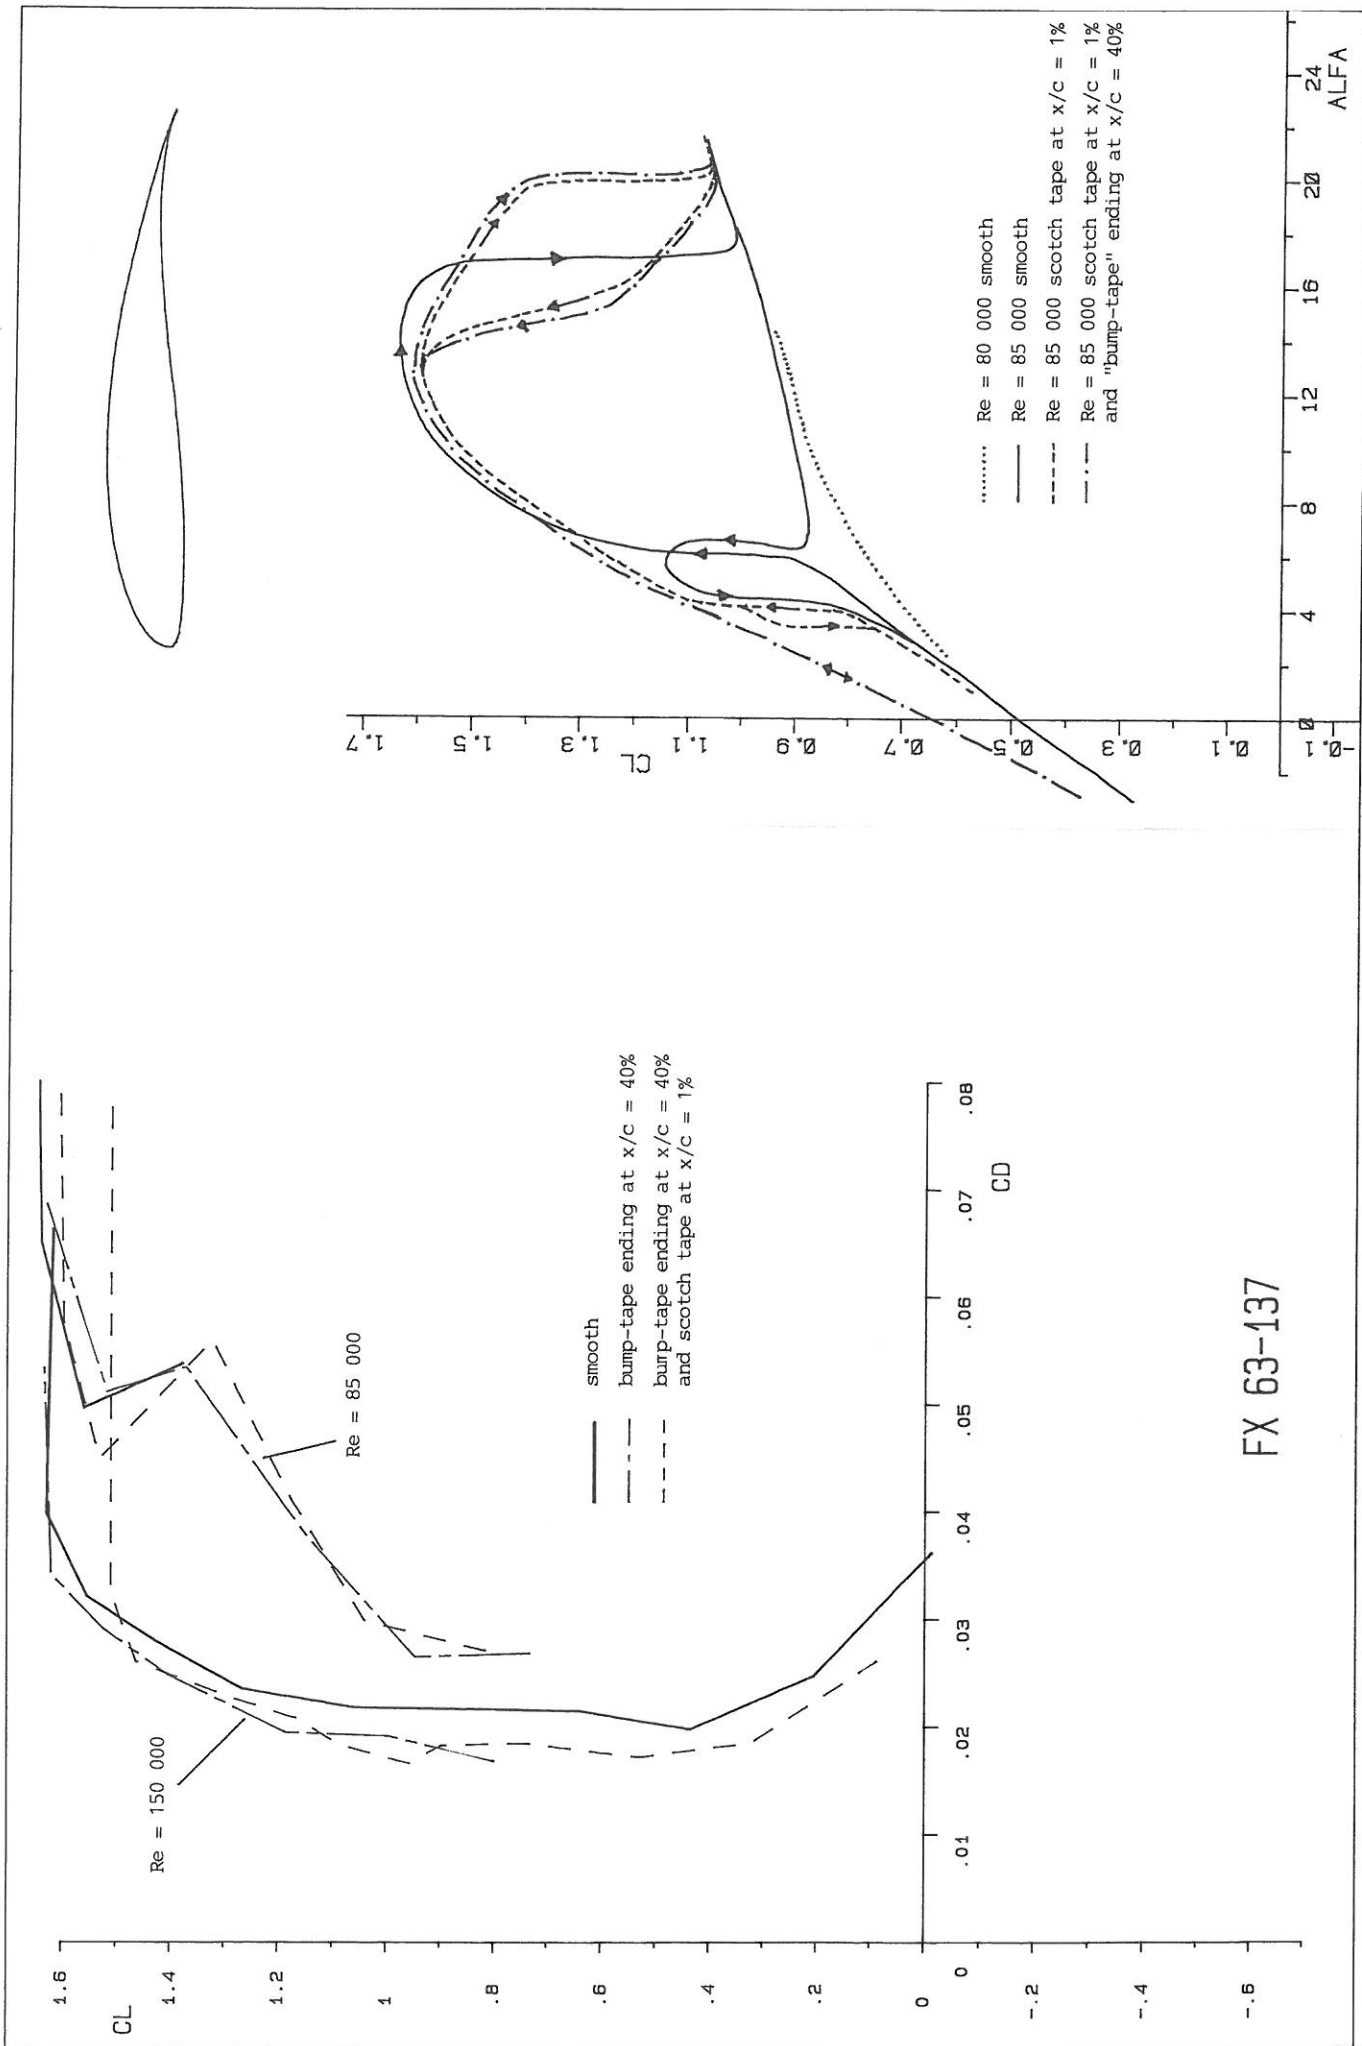 1.6
CL
1.4
1.2
1
.8
.6
.4
.2
0
-.2
-.4
-.6
0
.01
.02
.03
.04
.05
.06
.07
.08
CD
Re = 150 000
Re = 85 000
smooth
bump-tape ending at x/c = 40%
bump-tape ending at x/c = 40%
and scotch tape at x/c = 1%
FX 63-137
1.7
1.5
1.3
CL
1.1
0.9
0.7
0.5
0.3
0.1
-0.1
0
4
8
12
16
20
24
ALFA
Re = 80 000 smooth
Re = 85 000 smooth
Re = 85 000 scotch tape at x/c = 1%
Re = 85 000 scotch tape at x/c = 1%
and "bump-tape" ending at x/c = 40%